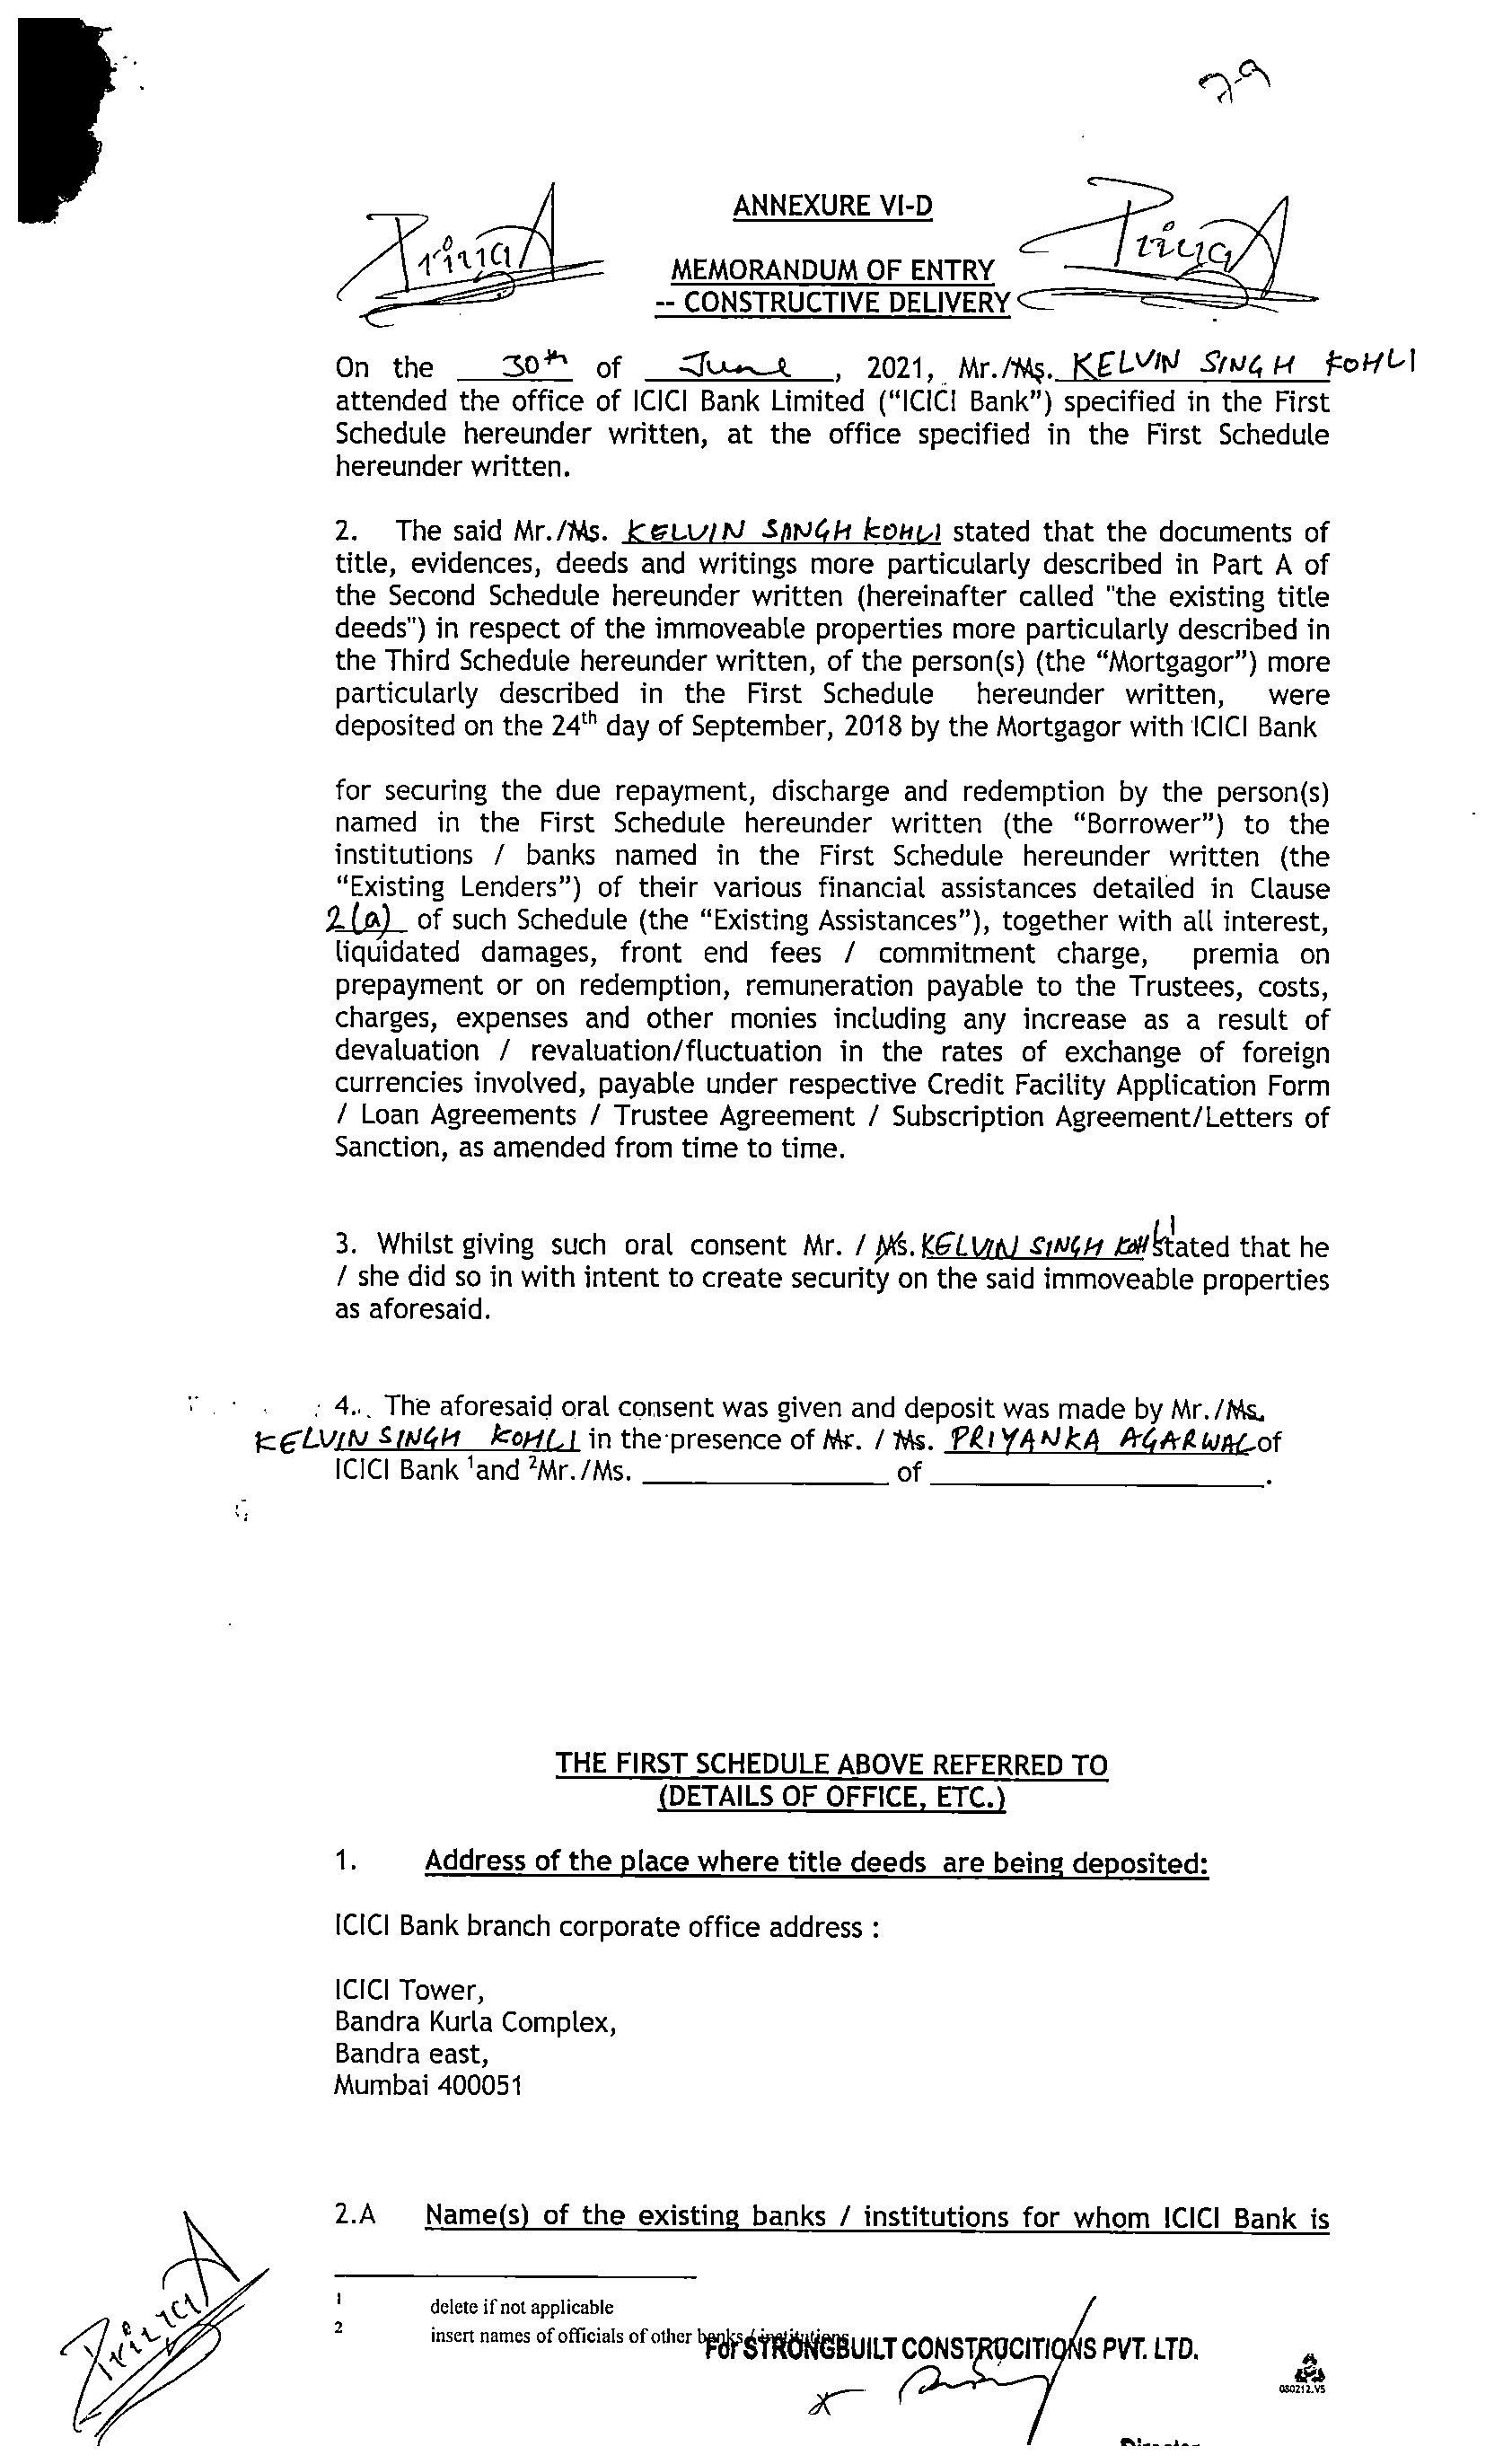 ANNEXURE VI-D
MEMORANDUM OF ENTRY
-- CONSTRUCTIVE DELIVERY
On the 30th of June, 2021, Mr./Ms. KELVIN SINGH KOHLI
attended the office of ICICI Bank Limited (“ICICI Bank”) specified in the First
Schedule hereunder written, at the office specified in the First Schedule
hereunder written.
2. The said Mr./Ms. KELVIN SINGH KOHLI stated that the documents of
title, evidences, deeds and writings more particularly described in Part A of
the Second Schedule hereunder written (hereinafter called "the existing title
deeds") in respect of the immoveable properties more particularly described in
the Third Schedule hereunder written, of the person(s) (the “Mortgagor”) more
particularly described in the First Schedule hereunder written, were
deposited on the 24th day of September, 2018 by the Mortgagor with ICICI Bank
for securing the due repayment, discharge and redemption by the person(s)
named in the First Schedule hereunder written (the “Borrower”) to the
institutions / banks named in the First Schedule hereunder written (the
“Existing Lenders”) of their various financial assistances detailed in Clause
2(a) of such Schedule (the “Existing Assistances”), together with all interest,
liquidated damages, front end fees / commitment charge, premia on
prepayment or on redemption, remuneration payable to the Trustees, costs,
charges, expenses and other monies including any increase as a result of
devaluation / revaluation/fluctuation in the rates of exchange of foreign
currencies involved, payable under respective Credit Facility Application Form
/ Loan Agreements / Trustee Agreement / Subscription Agreement/Letters of
Sanction, as amended from time to time.
3. Whilst giving such oral consent Mr. / Ms. KELVIN SINGH KOHLI stated that he
/ she did so in with intent to create security on the said immoveable properties
as aforesaid.
4. The aforesaid oral consent was given and deposit was made by Mr./Ms.
KELVIN SINGH KOHLI in the presence of Mr. / Ms. PRIYANKA AGARWAL of
ICICI Bank ¹and ²Mr./Ms. ____________ of ____________.
THE FIRST SCHEDULE ABOVE REFERRED TO
(DETAILS OF OFFICE, ETC.)
1. Address of the place where title deeds are being deposited:
ICICI Bank branch corporate office address :
ICICI Tower,
Bandra Kurla Complex,
Bandra east,
Mumbai 400051
2.A Name(s) of the existing banks / institutions for whom ICICI Bank is
1 delete if not applicable
2 insert names of officials of other banks / institutions
For STRONGBUILT CONSTRUCITIONS PVT. LTD.
080212.V5